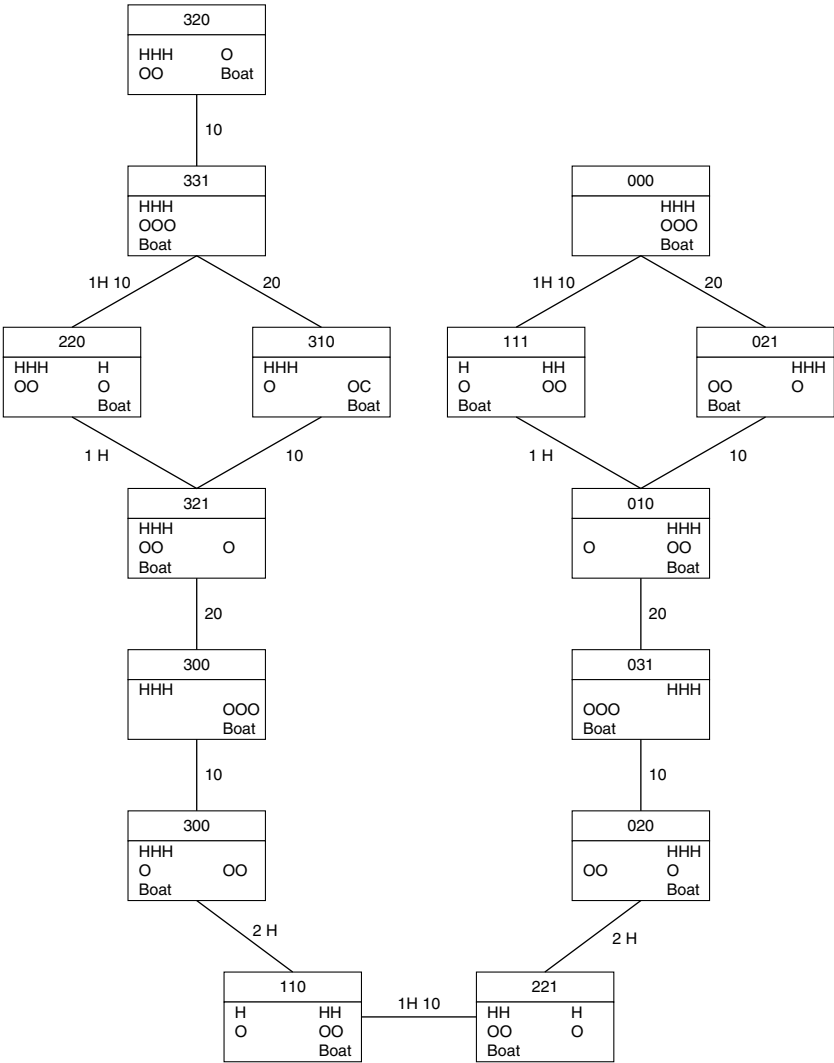 320
HHH O
OO Boat
10
331
HHH
OOO
Boat
000
HHH
OOO
Boat
1H 10
20
1H 10
20
220
HHH H
OO O
Boat
310
HHH
O OC
Boat
111
H HH
O OO
Boat
021
HHH
OO O
Boat
1 H
10
1 H
10
321
HHH
OO O
Boat
010
HHH
O OO
Boat
20
20
300
HHH
OOO
Boat
031
HHH
OOO
Boat
10
10
300
HHH
O OO
Boat
020
HHH
OO O
Boat
2 H
2 H
110
H HH
O OO
Boat
1H 10
221
HH H
OO O
Boat